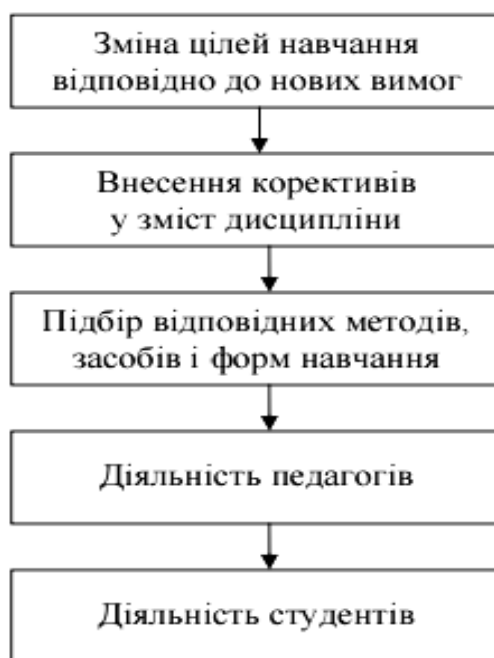 Зміна цілей навчання
відповідно до нових вимог
Внесення корективів
у зміст дисципліни
Підбір відповідних методів,
засобів і форм навчання
Діяльність педагогів
Діяльність студентів